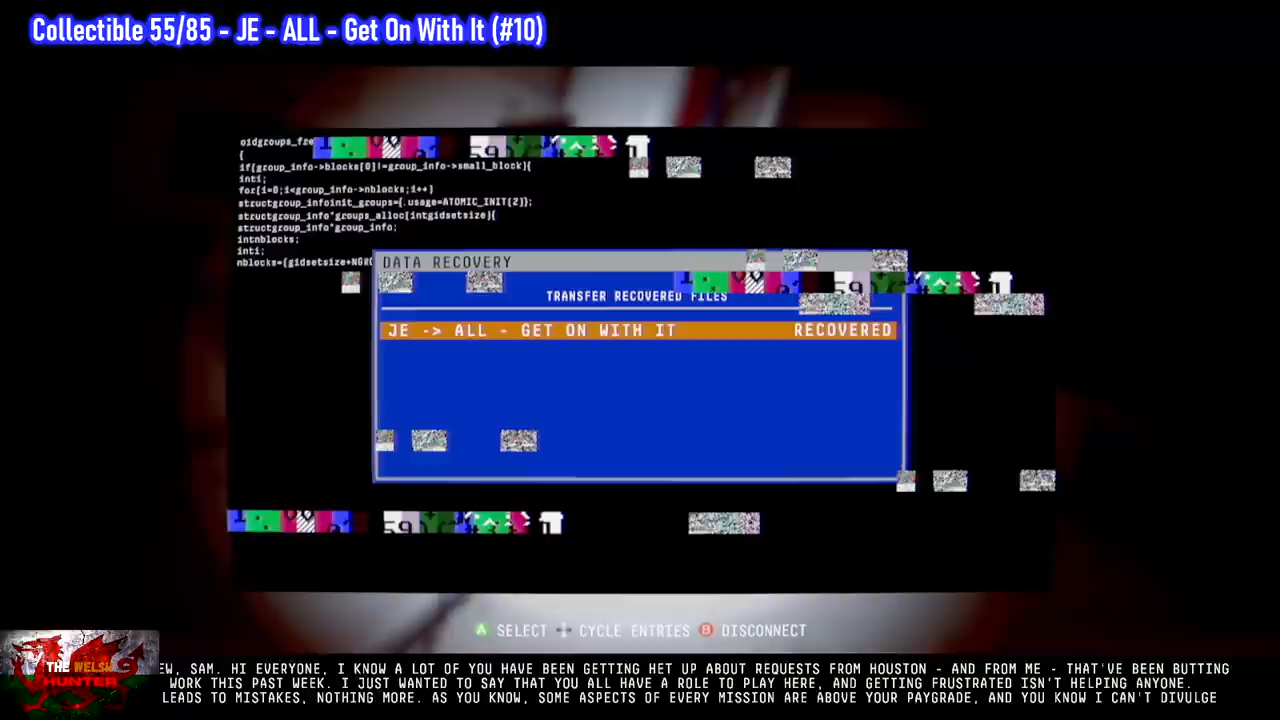 Collectible 55/85 - JE - ALL - Get On With It (#10)
oidgroups_fre
{
if(group_info->blocks[0]!=group_info->small_block){
inti;
for(i=0;i<group_info->nblocks;i++)
structgroup_infoinit_groups={.usage=ATOMIC_INIT(2)};
structgroup_info*groups_alloc(intgidsetsize){
structgroup_info*group_info;
intnblocks;
inti;
nblocks=(gidsetsize+NGRO
DATA RECOVERY
TRANSFER RECOVERED FILES
JE -> ALL - GET ON WITH IT RECOVERED
A SELECT CYCLE ENTRIES B DISCONNECT
THE WELSH HUNTER
EW, SAM. HI EVERYONE, I KNOW A LOT OF YOU HAVE BEEN GETTING HET UP ABOUT REQUETS FROM HOUSTON - AND FROM ME - THAT'VE BEEN BUTTING
WORK THIS PAST WEEK. I JUST WANTED TO SAY THAT YOU ALL HAVE A ROLE TO PLAY HERE, AND GETTING FRUSTRATED ISN'T HELPING ANYONE.
LEADS TO MISTAKES, NOTHING MORE. AS YOU KNOW, SOME ASPECTS OF EVERY MISSION ARE ABOVE YOUR PAYGRADE, AND YOU KNOW I CAN'T DIVULGE